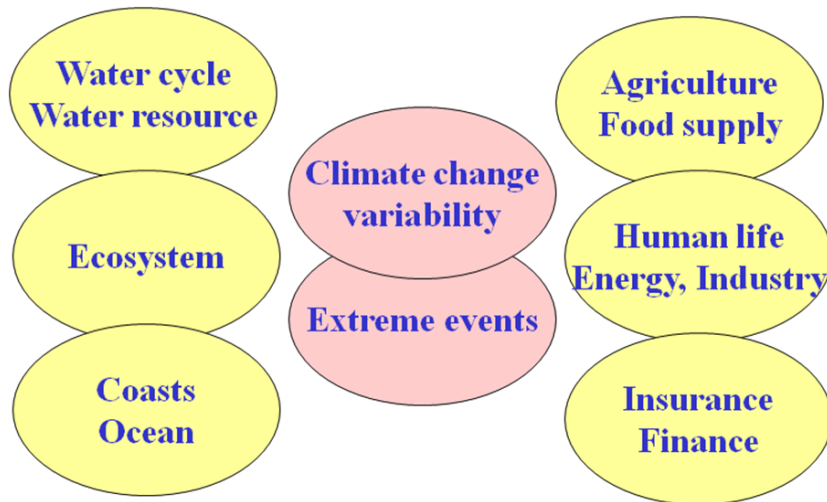 Water cycle
Water resource
Ecosystem
Coasts
Ocean
Climate change
variability
Extreme events
Agriculture
Food supply
Human life
Energy, Industry
Insurance
Finance